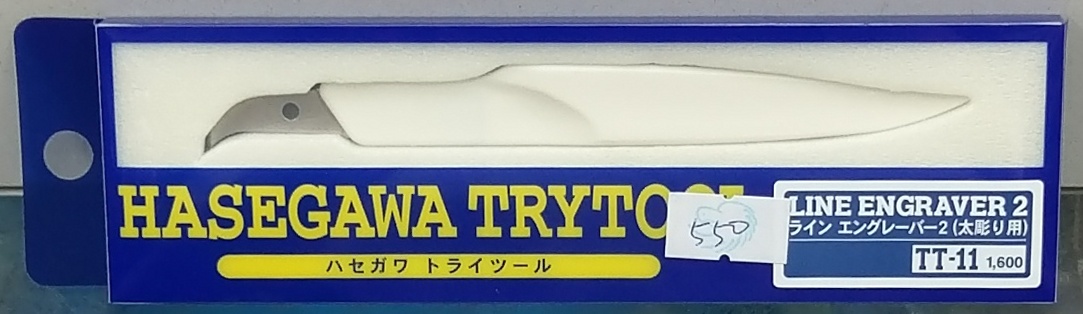 HASEGAWA TRYTOOL
ハセガワ トライツール
550
LINE ENGRAVER 2
ライン エングレーバー2 (太彫り用)
TT-11 1,600